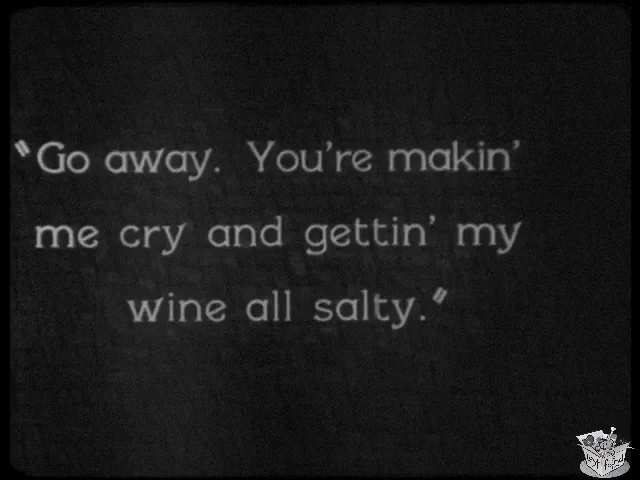 "Go away. You're makin'
me cry and gettin' my
wine all salty."